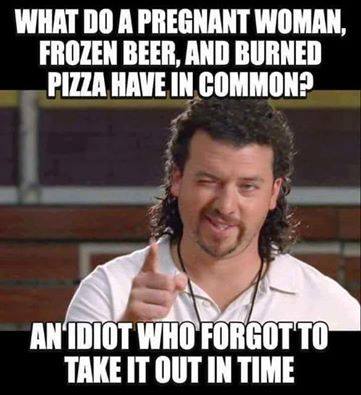 WHAT DO A PREGNANT WOMAN,
FROZEN BEER, AND BURNED
PIZZA HAVE IN COMMON?
AN IDIOT WHO FORGOT TO
TAKE IT OUT IN TIME